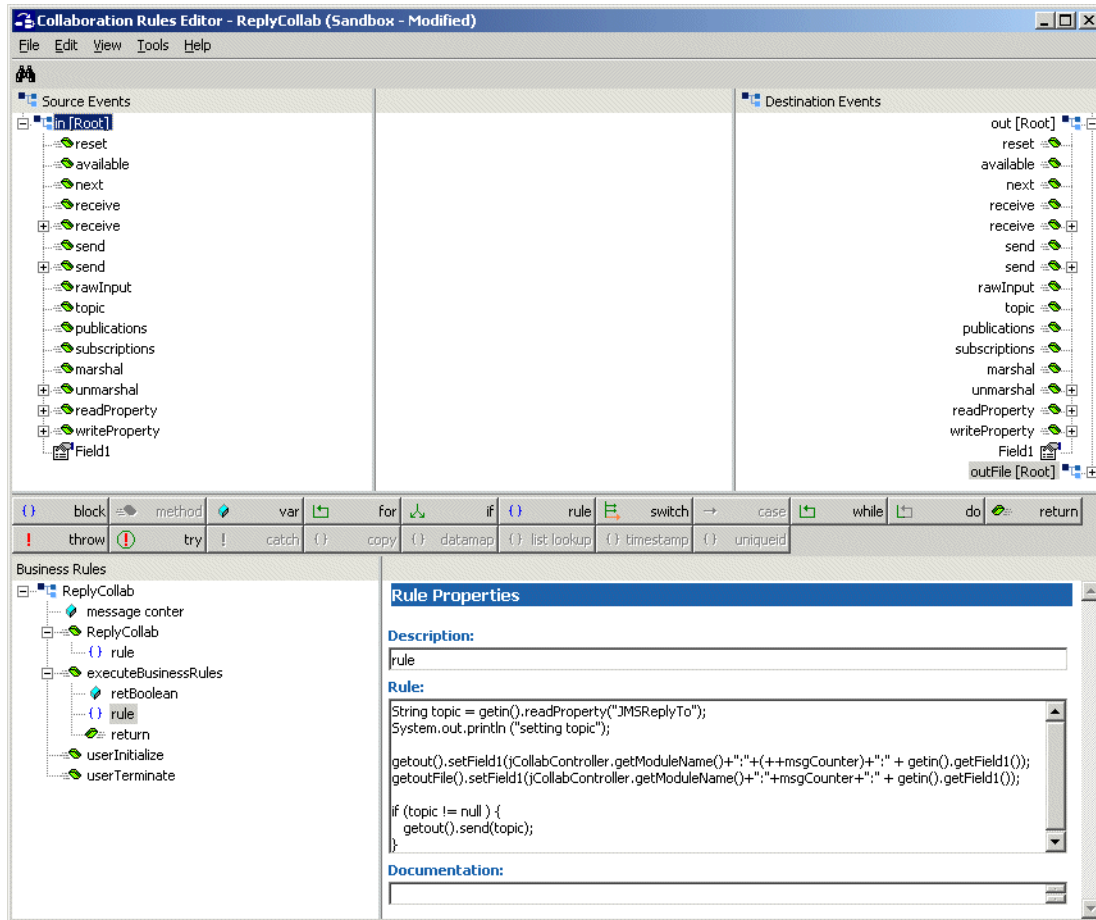 Collaboration Rules Editor - ReplyCollab (Sandbox - Modified)
File Edit View Tools Help
Source Events
in [Root]
reset
available
next
receive
receive
send
send
rawInput
topic
publications
subscriptions
marshal
unmarshal
readProperty
writeProperty
Field1
Destination Events
out [Root]
reset
available
next
receive
receive
send
send
rawInput
topic
publications
subscriptions
marshal
unmarshal
readProperty
writeProperty
Field1
outFile [Root]
block method var for if rule switch case while do return
throw try catch copy datamap list lookup timestamp uniqueid
Business Rules
ReplyCollab
message conter
ReplyCollab
rule
executeBusinessRules
retBoolean
rule
return
userInitialize
userTerminate
Rule Properties
Description:
rule
Rule:
String topic = getin().readProperty("JMSReplyTo");
System.out.println ("setting topic");
getout().setField1(jCollabController.getModuleName()+":"+(++msgCounter)+":" + getin().getField1());
getoutFile().setField1(jCollabController.getModuleName()+":"+msgCounter+":" + getin().getField1());
if (topic != null ) {
getout().send(topic);
}
Documentation: